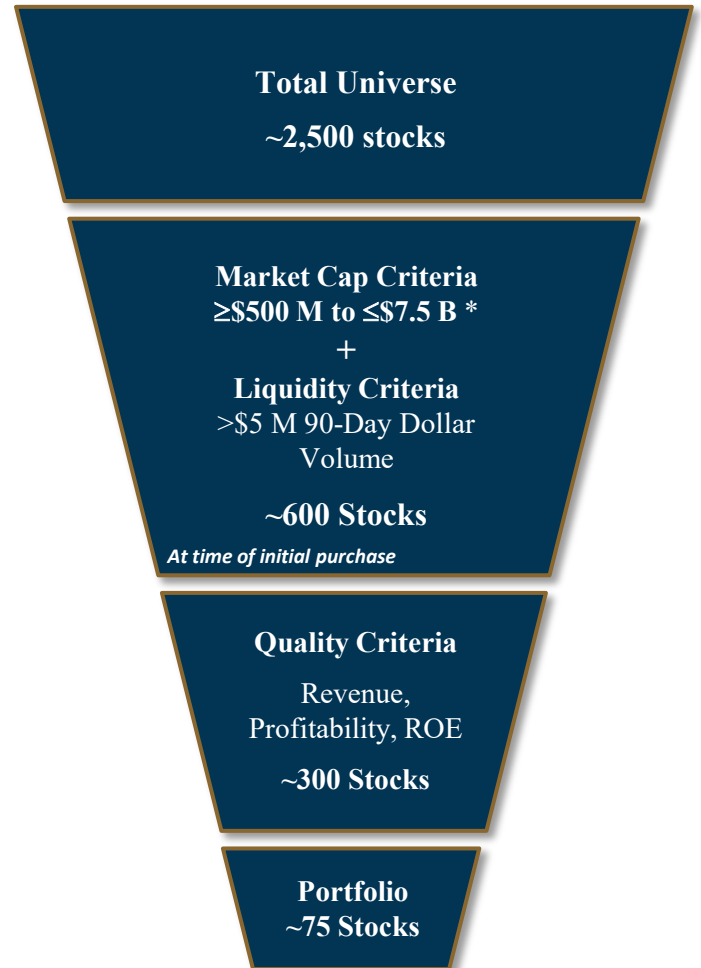 Total Universe
~2,500 stocks
Market Cap Criteria
≥$500 M to ≤$7.5 B *
+
Liquidity Criteria
>$5 M 90-Day Dollar
Volume
~600 Stocks
At time of initial purchase
Quality Criteria
Revenue,
Profitability, ROE
~300 Stocks
Portfolio
~75 Stocks